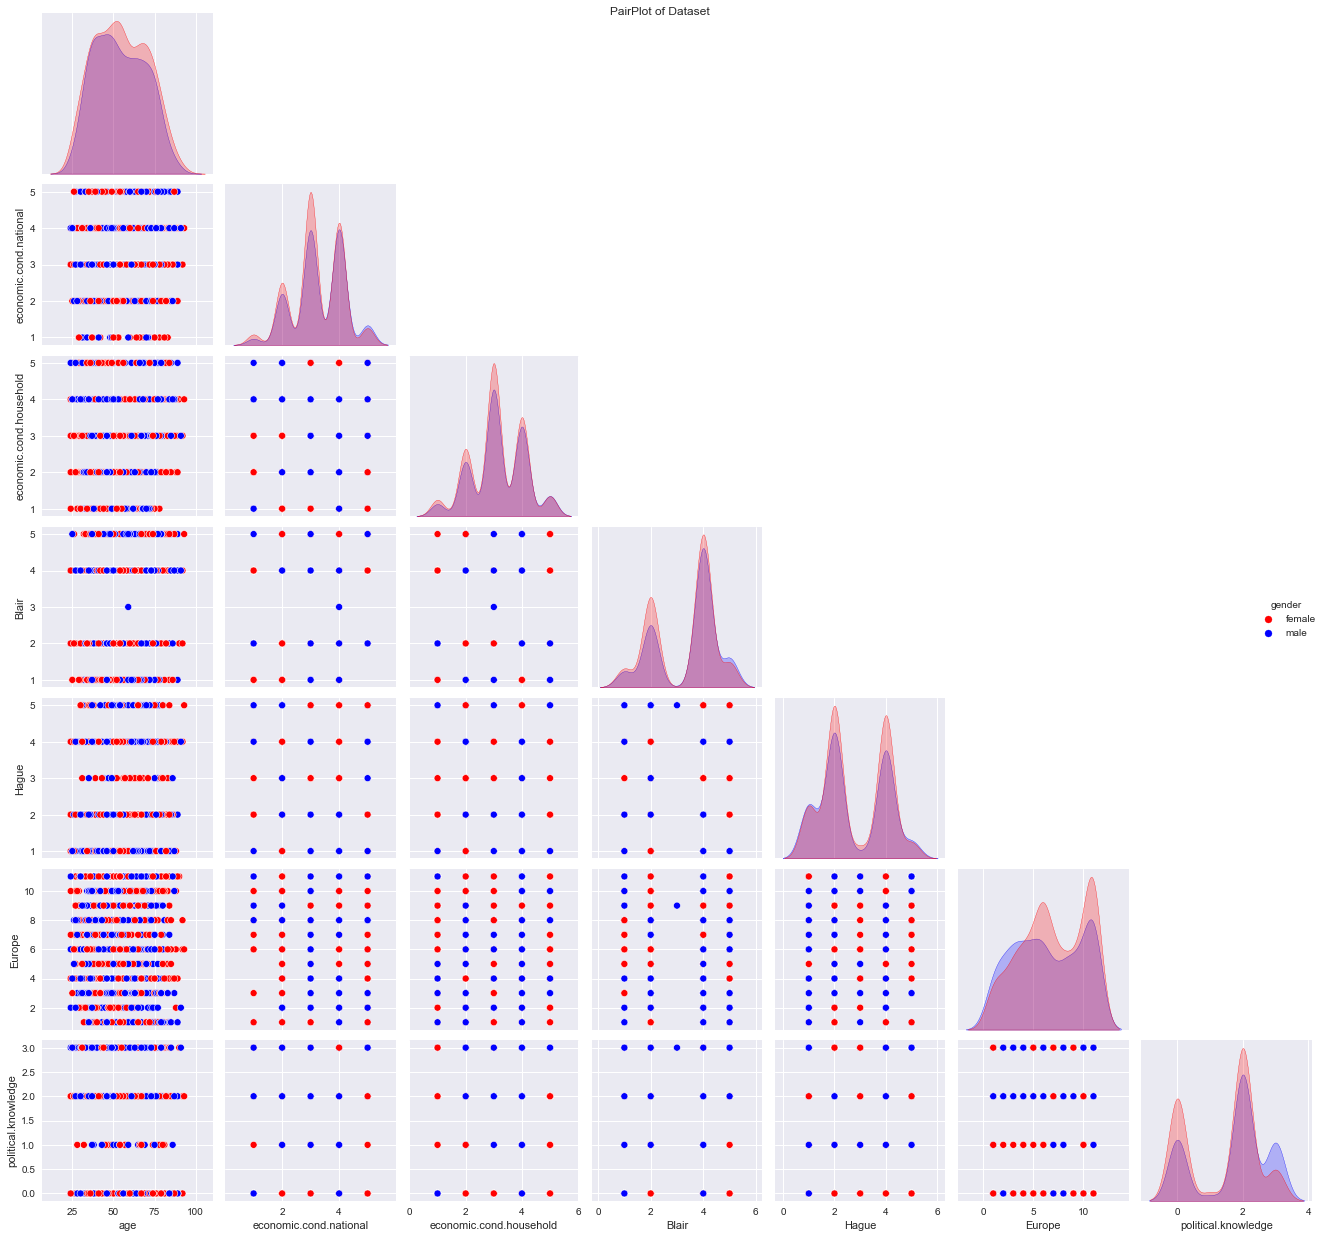 PairPlot of Dataset
5
4
3
2
1
economic.cond.national
5
4
3
2
1
economic.cond.household
5
4
3
2
1
Blair
gender
female
male
5
4
3
2
1
Hague
10
8
6
4
2
Europe
3.0
2.5
2.0
1.5
1.0
0.5
0.0
political.knowledge
25 50 75 100
2 4
0 2 4 6
0 2 4 6
0 2 4 6
0 5 10
0 2 4
age
economic.cond.national
economic.cond.household
Blair
Hague
Europe
political.knowledge